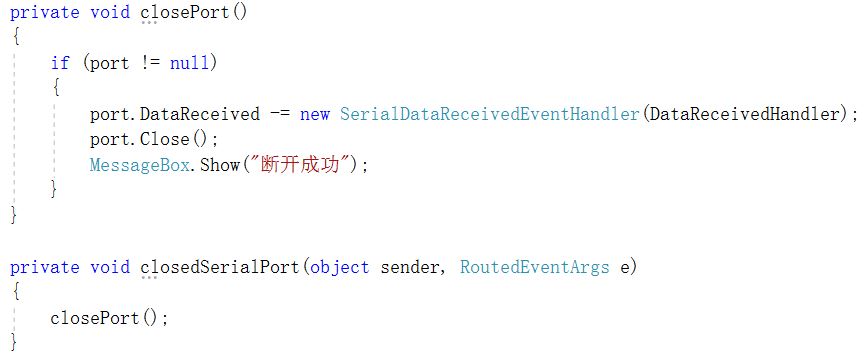 private void closePort()
{
if (port != null)
{
port.DataReceived -= new SerialDataReceivedEventHandler(DataReceivedHandler);
port.Close();
MessageBox.Show("断开成功");
}
}
private void closedSerialPort(object sender, RoutedEventArgs e)
{
closePort();
}